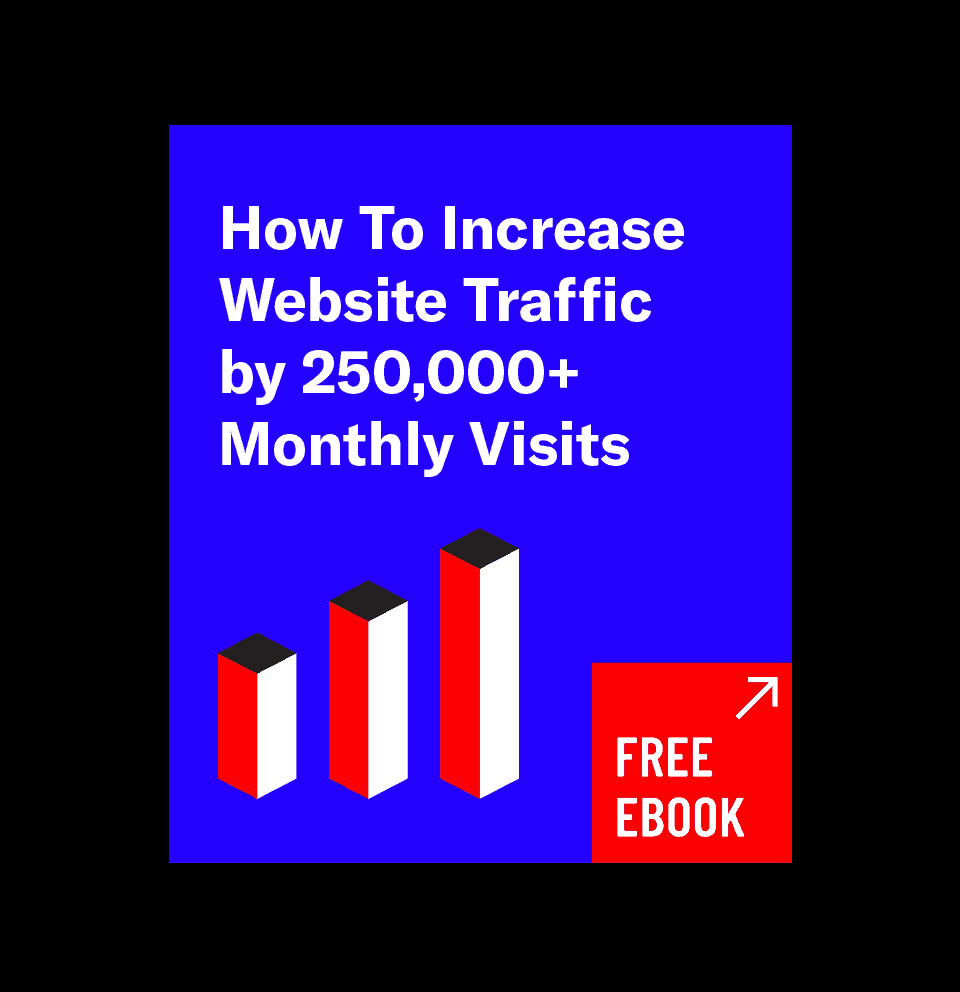 How To Increase
Website Traffic
by 250,000+
Monthly Visits
FREE
EBOOK